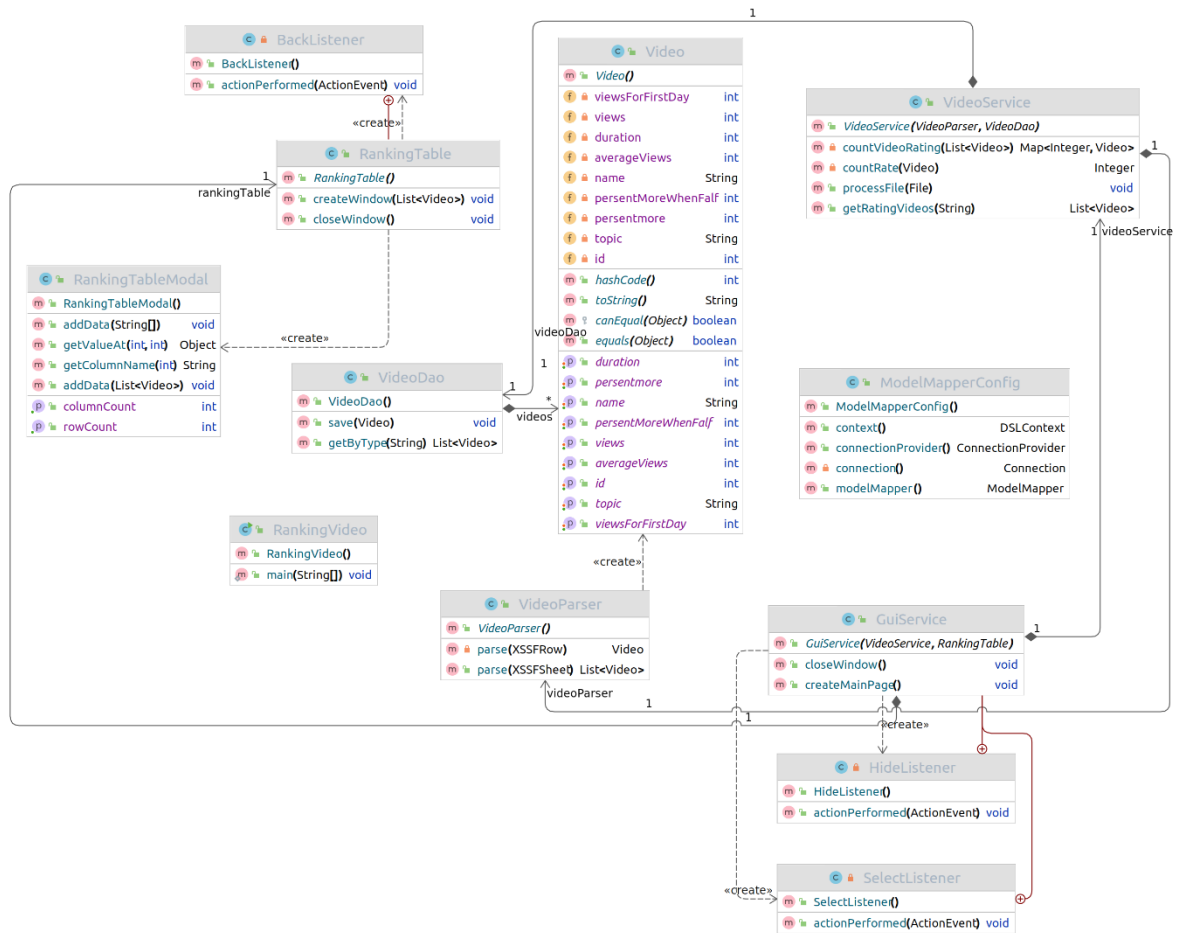 1
BackListener
BackListener()
actionPerformed(ActionEvent) void
«create»
RankingTable
RankingTable()
createWindow(List<Video>) void
closeWindow() void
1
rankingTable
Video
Video()
viewsForFirstDay int
views int
duration int
averageViews int
name String
persentMoreWhenFalf int
persentmore int
topic String
id int
hashCode() int
toString() String
canEqual(Object) boolean
equals(Object) boolean
duration int
persentmore int
name String
persentMoreWhenFalf int
views int
averageViews int
id int
topic String
viewsForFirstDay int
VideoService
VideoService(VideoParser, VideoDao)
countVideoRating(List<Video>) Map<Integer, Video>
countRate(Video) Integer
processFile(File) void
getRatingVideos(String) List<Video>
1
1 videoService
RankingTableModal
RankingTableModal()
addData(String[]) void
getValueAt(int, int) Object
getColumnName(int) String
addData(List<Video>) void
columnCount int
rowCount int
«create»
videoDao
1
VideoDao
VideoDao()
save(Video) void
getByType(String) List<Video>
1
1
*
videos
ModelMapperConfig
ModelMapperConfig()
context() DSLContext
connectionProvider() ConnectionProvider
connection() Connection
modelMapper() ModelMapper
RankingVideo
RankingVideo()
main(String[]) void
«create»
VideoParser
VideoParser()
parse(XSSFRow) Video
parse(XSSFSheet) List<Video>
videoParser
1
GuiService
GuiService(VideoService, RankingTable)
closeWindow() void
createMainPage() void
1
1
«create»
HideListener
HideListener()
actionPerformed(ActionEvent) void
«create»
SelectListener
SelectListener()
actionPerformed(ActionEvent) void